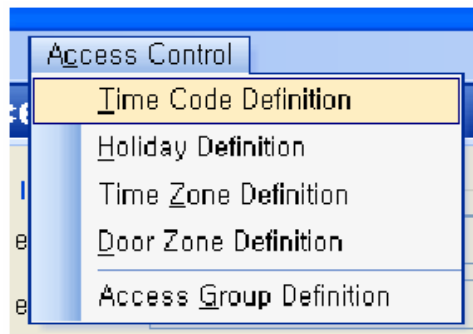 Access Control
Time Code Definition
Holiday Definition
Time Zone Definition
Door Zone Definition
Access Group Definition